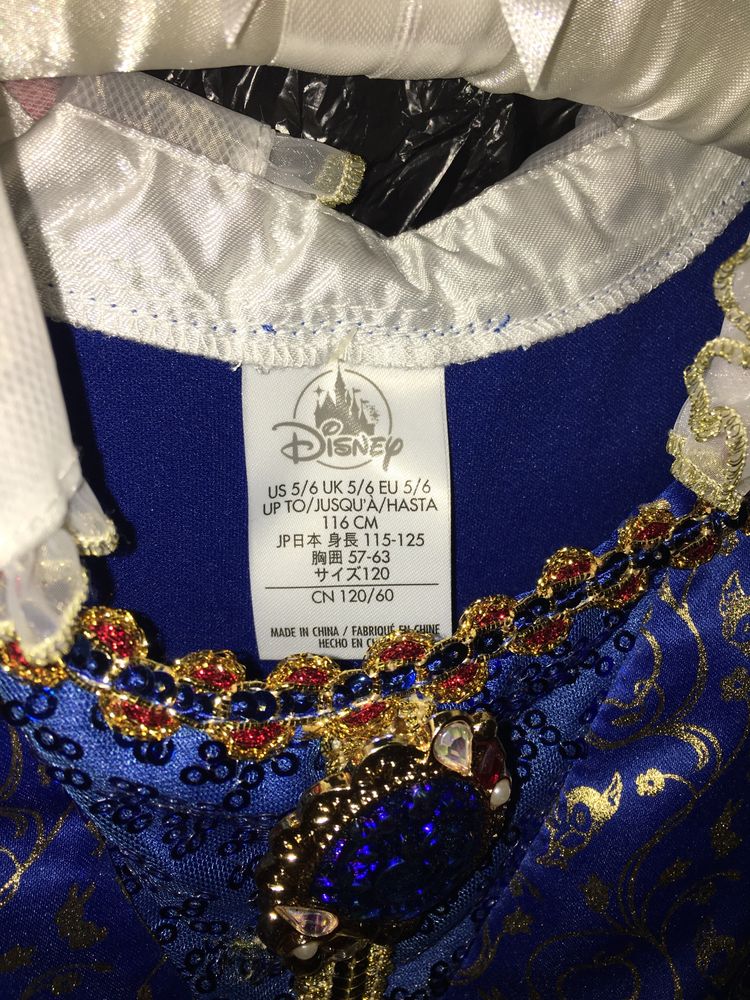 Disney
US 5/6 UK 5/6 EU 5/6
UP TO/JUSQU'À/HASTA
116 CM
JP日本 身長 115-125
胸囲 57-63
サイズ120
CN 120/60
MADE IN CHINA / FABRIQUÉ EN CHINE
HECHO EN